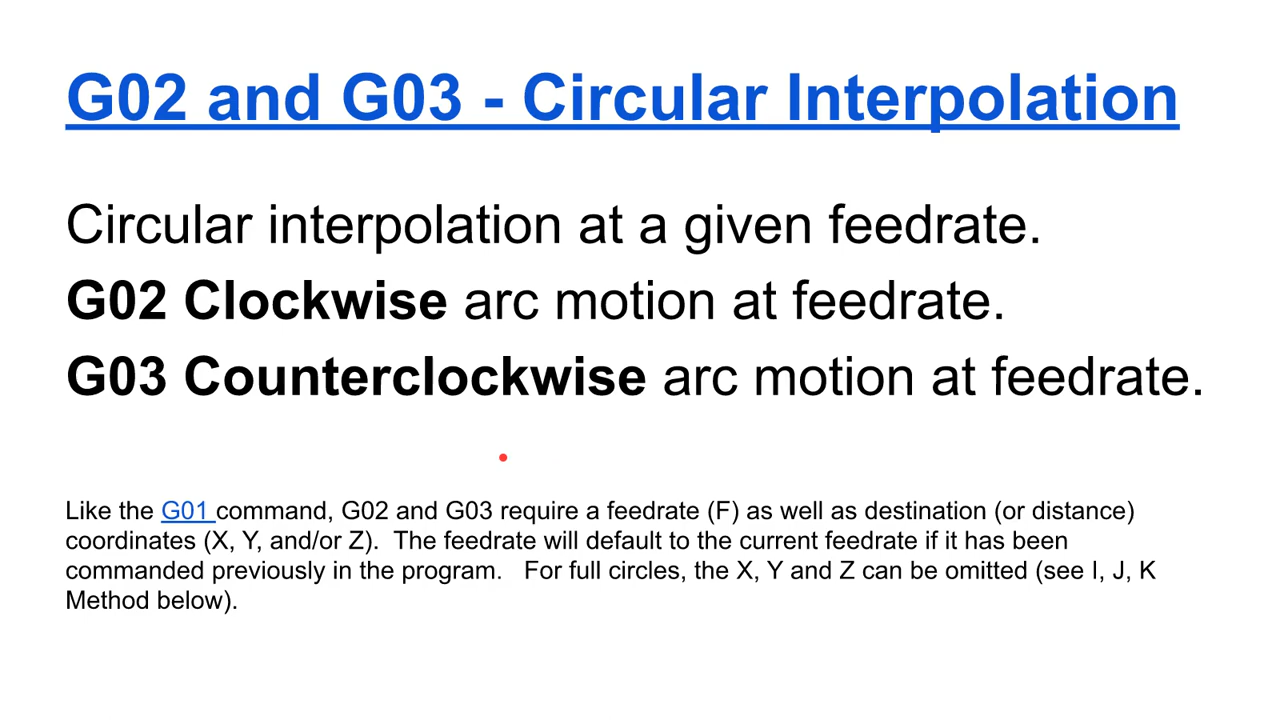 G02 and G03 - Circular Interpolation
Circular interpolation at a given feedrate.
G02 Clockwise arc motion at feedrate.
G03 Counterclockwise arc motion at feedrate.
Like the G01 command, G02 and G03 require a feedrate (F) as well as destination (or distance)
coordinates (X, Y, and/or Z).  The feedrate will default to the current feedrate if it has been
commanded previously in the program.   For full circles, the X, Y and Z can be omitted (see I, J, K
Method below).